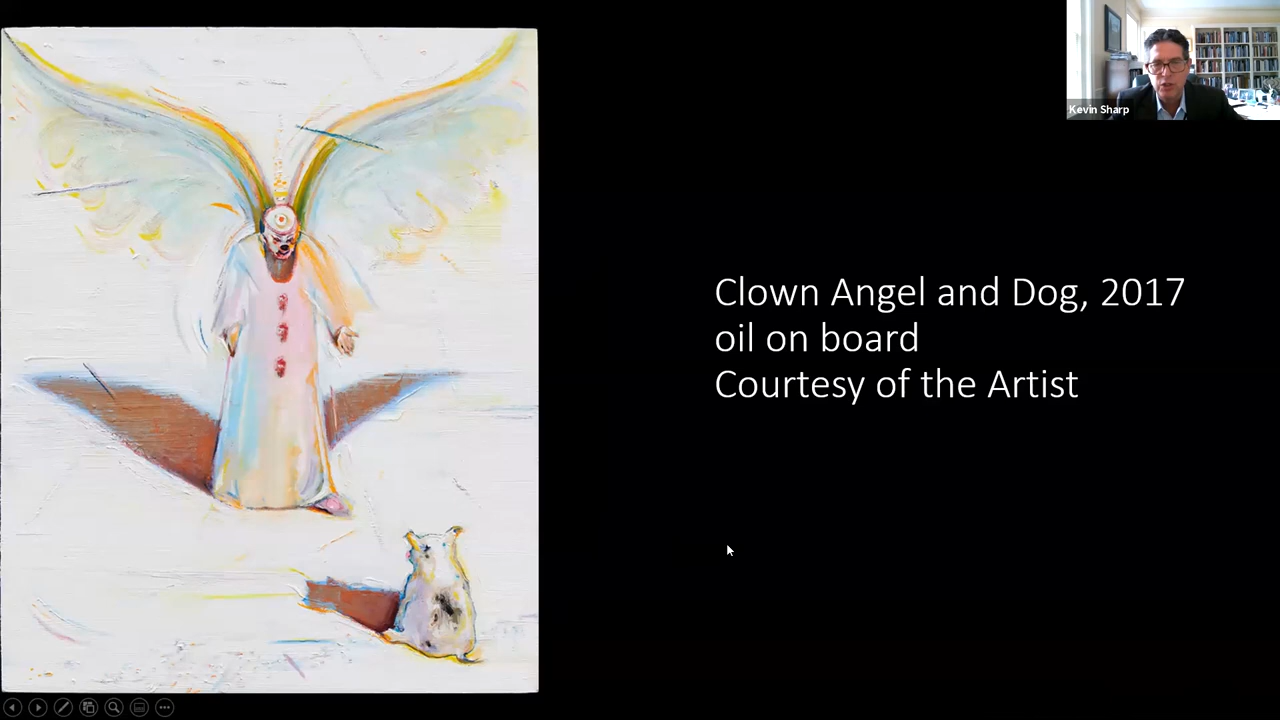 Kevin Sharp
Clown Angel and Dog, 2017
oil on board
Courtesy of the Artist